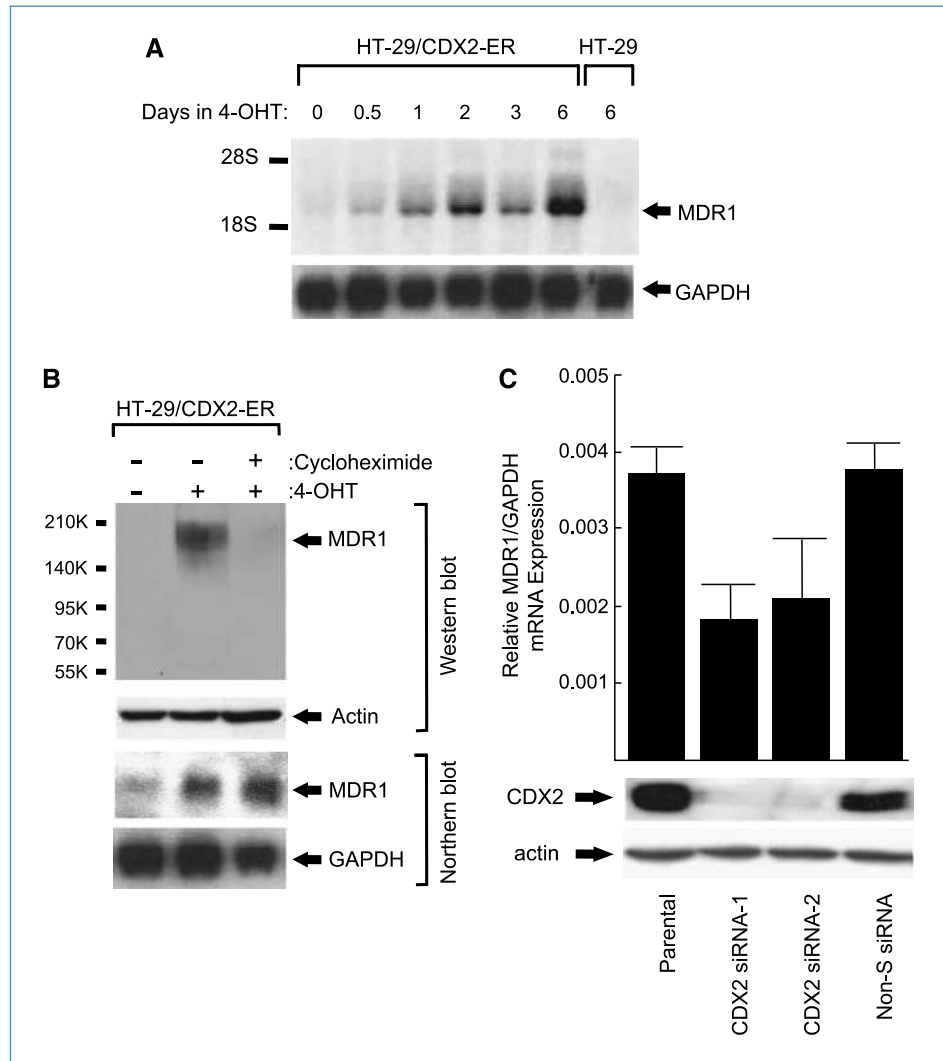 A
HT-29/CDX2-ER HT-29
Days in 4-OHT: 0 0.5 1 2 3 6 6
28S
MDR1
18S
GAPDH
B
HT-29/CDX2-ER
- - + :Cycloheximide
- + + :4-OHT
210K
MDR1
140K
95K
70K
55K
Actin
Western blot
MDR1
GAPDH
Northern blot
C
Relative MDR1/GAPDH
mRNA Expression
0.005
0.004
0.003
0.002
0.001
CDX2
actin
Parental
CDX2 siRNA-1
CDX2 siRNA-2
Non-S siRNA